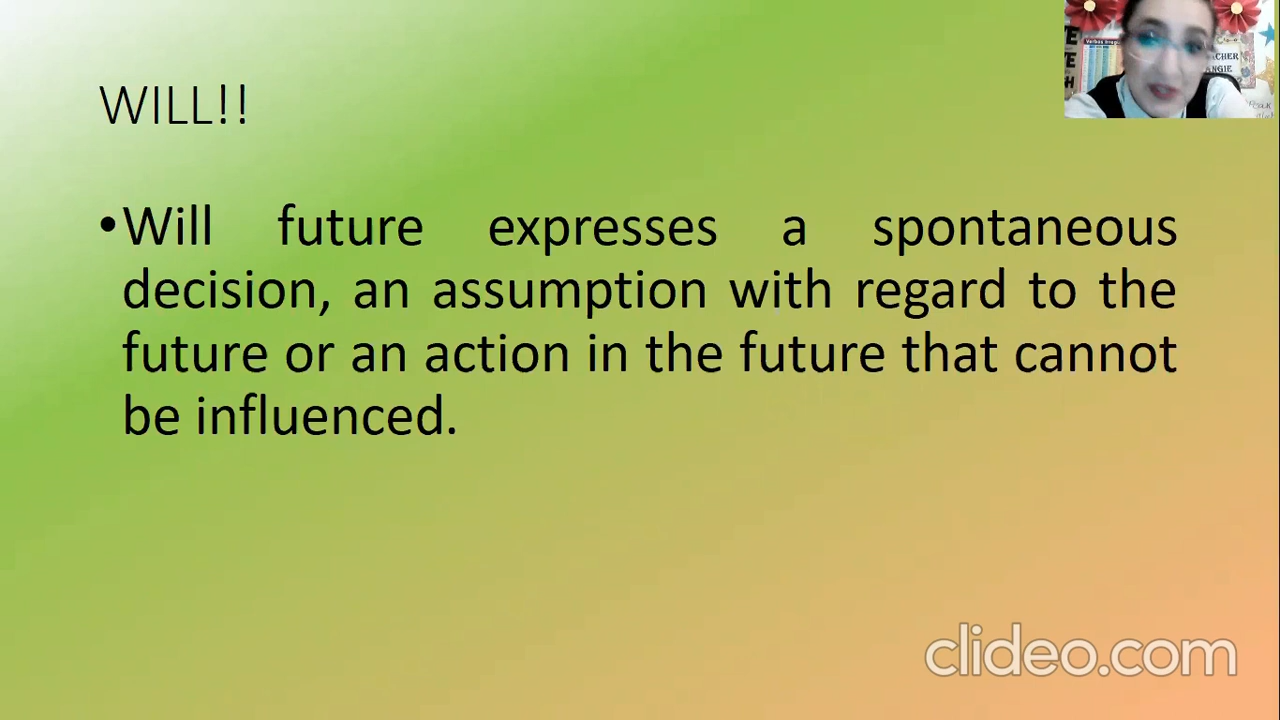 WILL!!
•Will future expresses a spontaneous
decision, an assumption with regard to the
future or an action in the future that cannot
be influenced.
clideo.com